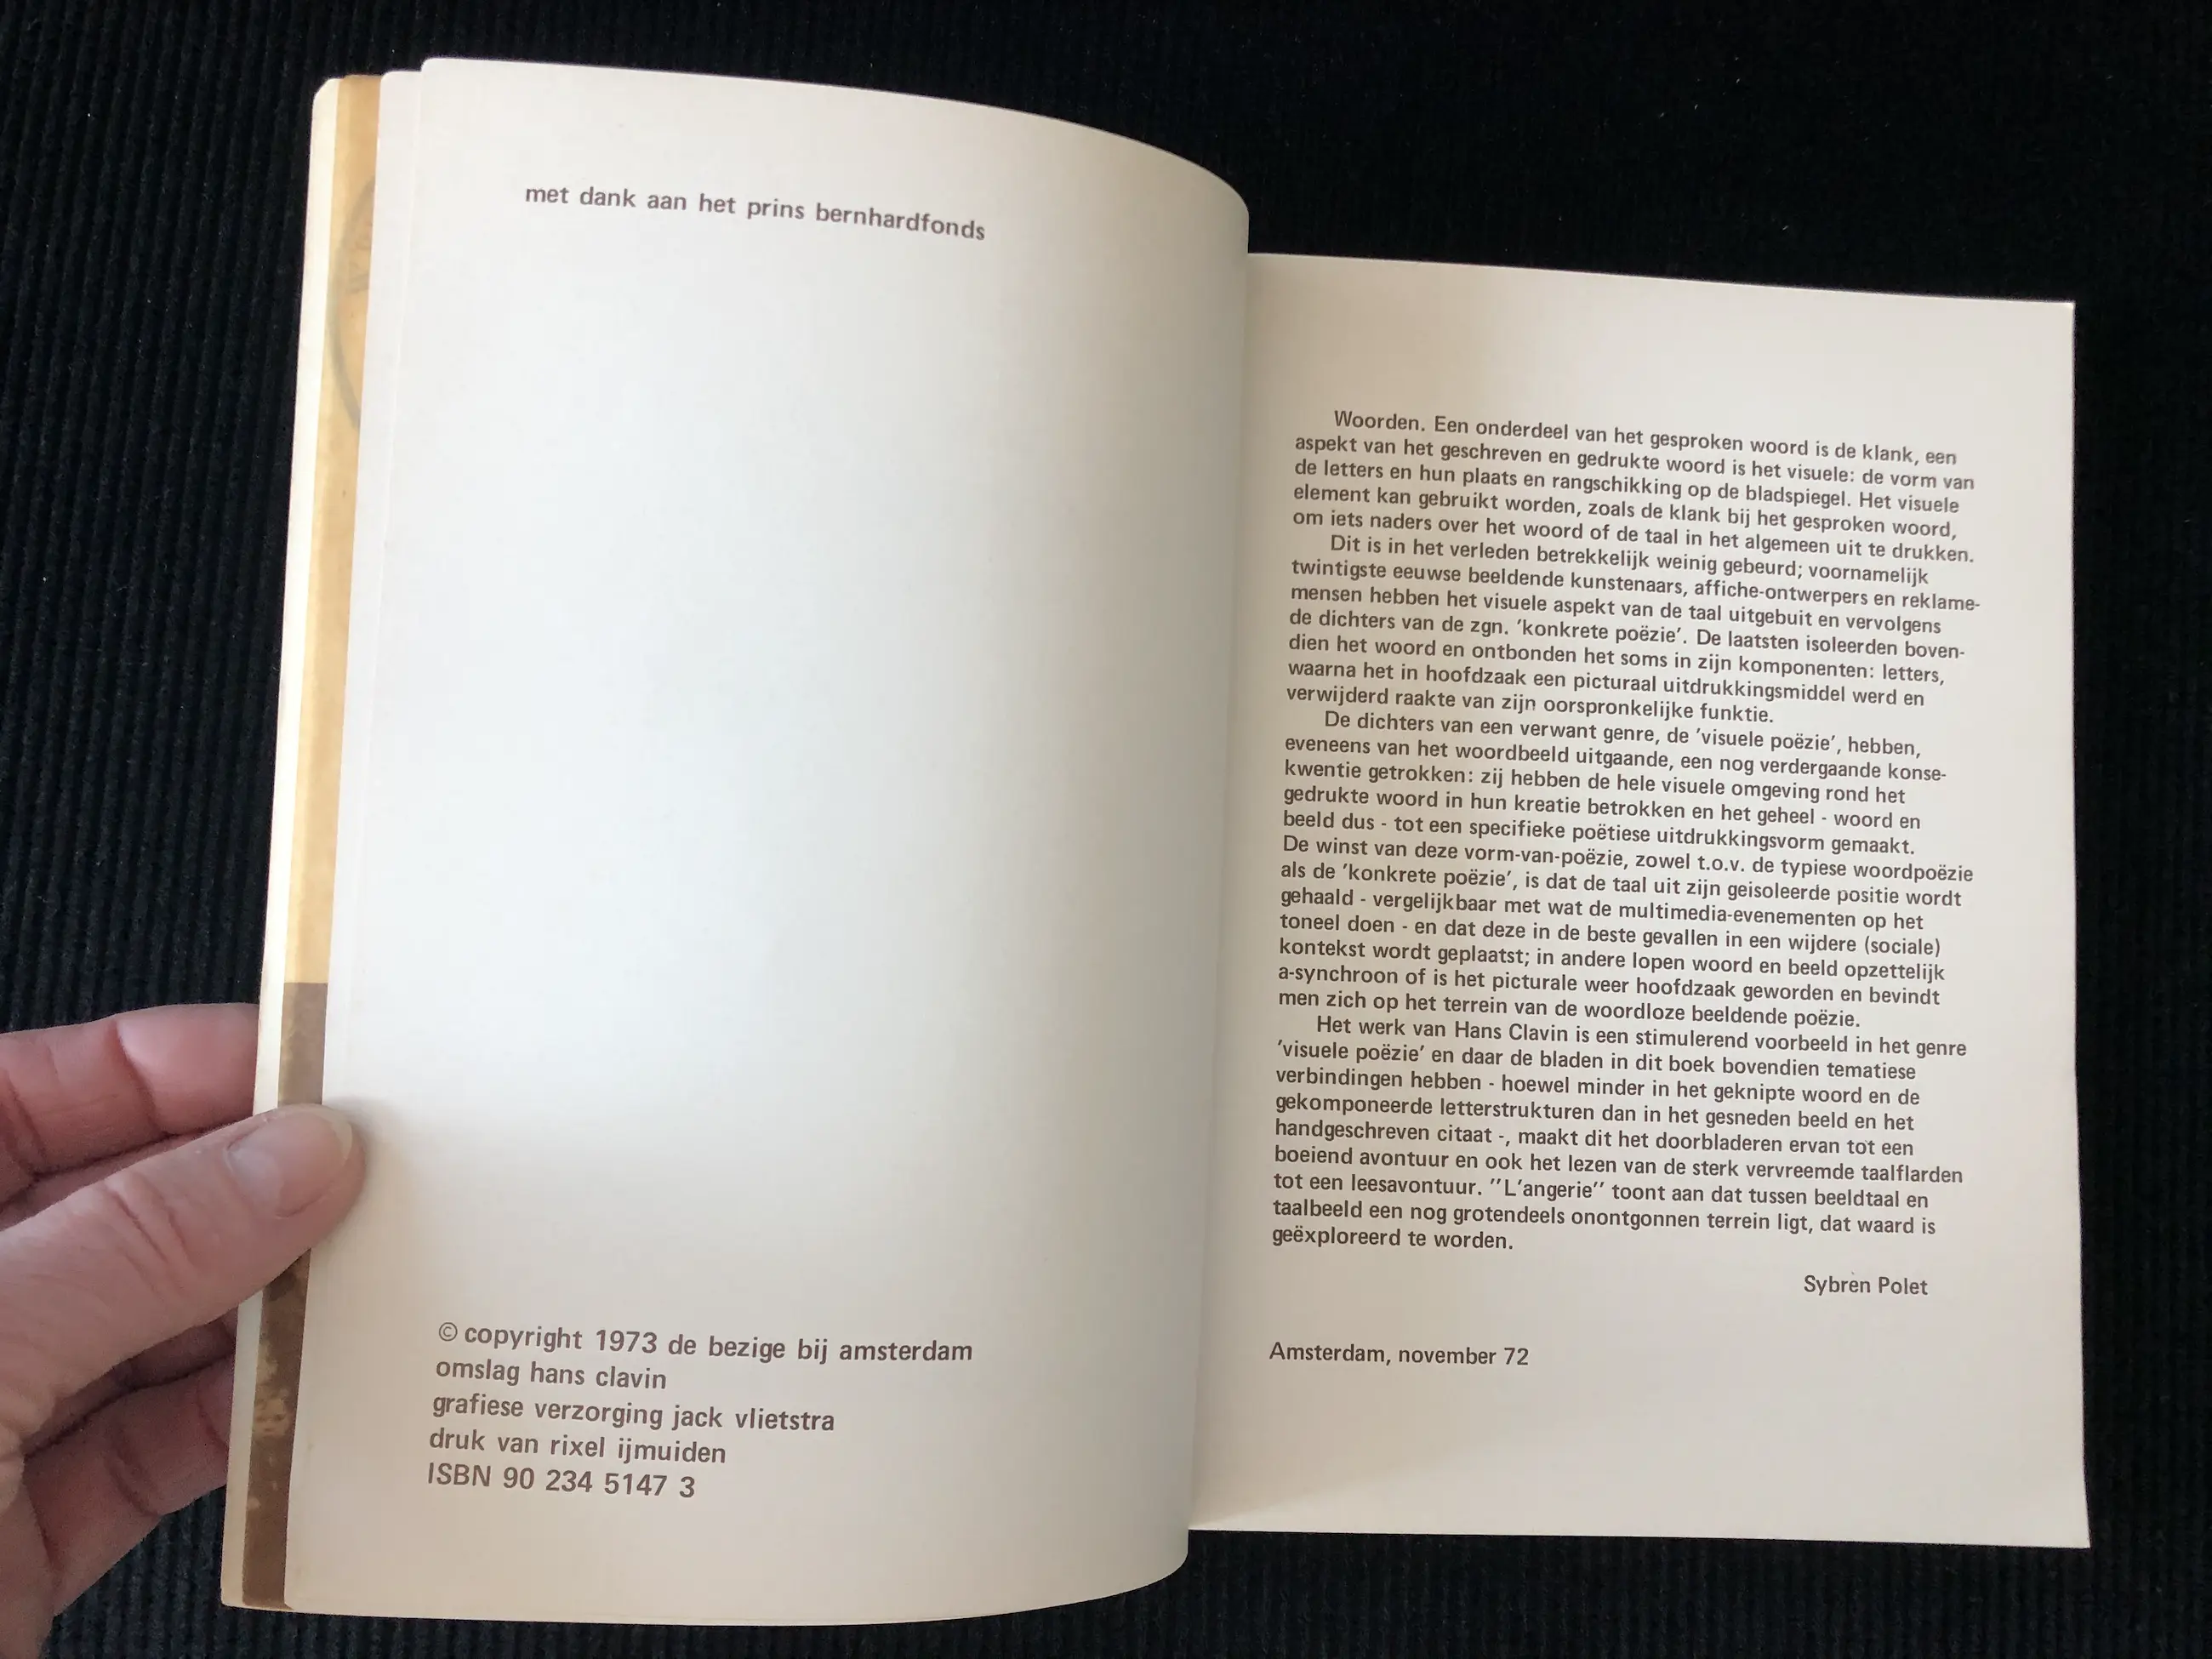 met dank aan het prins bernhardfonds
© copyright 1973 de bezige bij amsterdam
omslag hans clavin
grafiese verzorging jack vlietstra
druk van rixel ijmuiden
ISBN 90 234 5147 3
Woorden. Een onderdeel van het gesproken woord is de klank, een
aspekt van het geschreven en gedrukte woord is het visuele: de vorm van
de letters en hun plaats en rangschikking op de bladspiegel. Het visuele
element kan gebruikt worden, zoals de klank bij het gesproken woord,
om iets naders over het woord of de taal in het algemeen uit te drukken.
Dit is in het verleden betrekkelijk weinig gebeurd; voornamelijk
twintigste eeuwse beeldende kunstenaars, affiche-ontwerpers en reklame-
mensen hebben het visuele aspekt van de taal uitgebuit en vervolgens
de dichters van de zgn. 'konkrete poëzie'. De laatsten isoleerden boven-
dien het woord en ontbonden het soms in zijn komponenten: letters,
waarna het in hoofdzaak een picturaal uitdrukkingsmiddel werd en
verwijderd raakte van zijn oorspronkelijke funktie.
De dichters van een verwant genre, de 'visuele poëzie', hebben,
eveneens van het woordbeeld uitgaande, een nog verdergaande konse-
kwentie getrokken: zij hebben de hele visuele omgeving rond het
gedrukte woord in hun kreatie betrokken en het geheel - woord en
beeld dus - tot een specifieke poëtiese uitdrukkingsvorm gemaakt.
De winst van deze vorm-van-poëzie, zowel t.o.v. de typiese woordpoëzie
als de 'konkrete poëzie', is dat de taal uit zijn geisoleerde positie wordt
gehaald - vergelijkbaar met wat de multimedia-evenementen op het
toneel doen - en dat deze in de beste gevallen in een wijdere (sociale)
kontekst wordt geplaatst; in andere lopen woord en beeld opzettelijk
a-synchroon of is het picturale weer hoofdzaak geworden en bevindt
men zich op het terrein van de woordloze beeldende poëzie.
Het werk van Hans Clavin is een stimulerend voorbeeld in het genre
'visuele poëzie' en daar de bladen in dit boek bovendien tematiese
verbindingen hebben - hoewel minder in het geknipte woord en de
gekomponeerde letterstrukturen dan in het gesneden beeld en het
handgeschreven citaat -, maakt dit het doorbladeren ervan tot een
boeiend avontuur en ook het lezen van de sterk vervreemde taalflarden
tot een leesavontuur. "L'angerie" toont aan dat tussen beeldtaal en
taalbeeld een nog grotendeels onontgonnen terrein ligt, dat waard is
geëxploreerd te worden.
Sybren Polet
Amsterdam, november 72